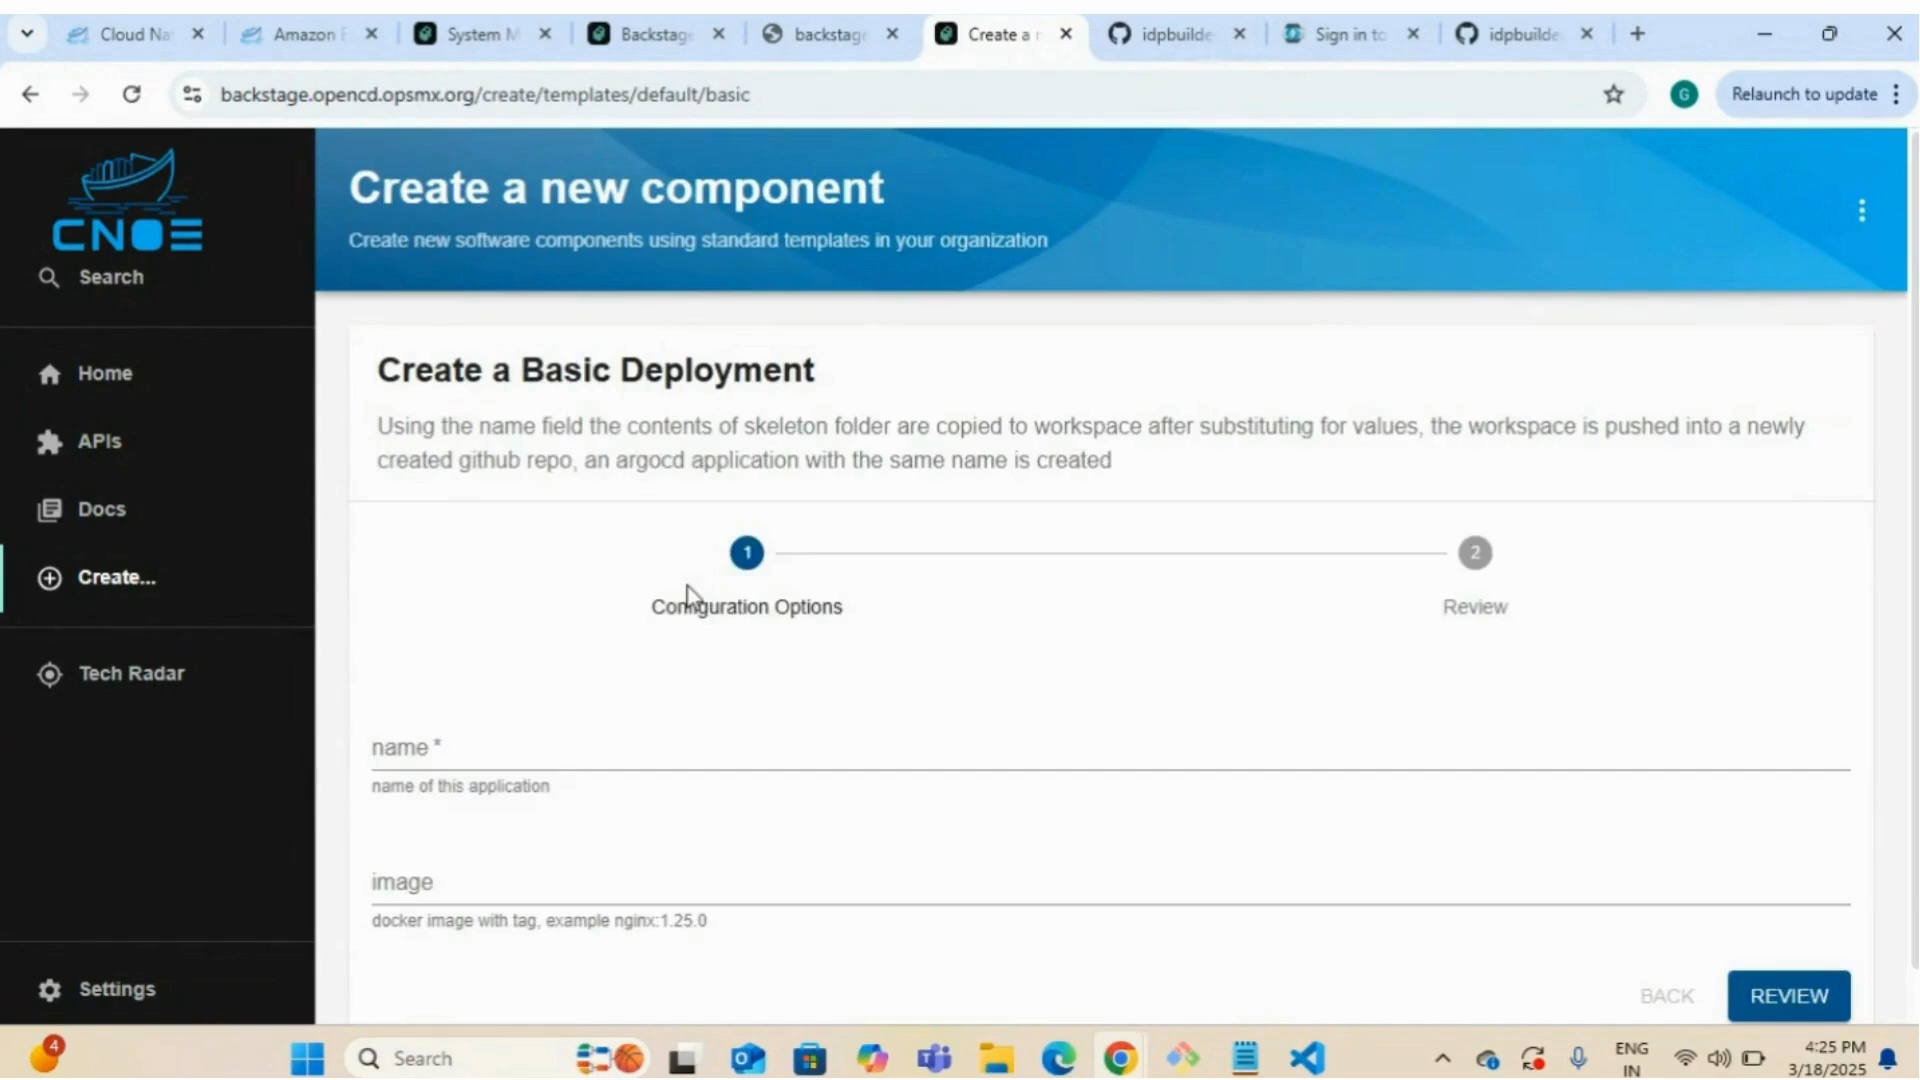 Cloud Na
Amazon E
System M
Backstag
backstag
Create a n
idpbuilde
Sign in to
idpbuilde
backstage.opencd.opsmx.org/create/templates/default/basic
G
Relaunch to update
CNOE
Search
Home
APIs
Docs
Create...
Tech Radar
Settings
Create a new component
Create new software components using standard templates in your organization
Create a Basic Deployment
Using the name field the contents of skeleton folder are copied to workspace after substituting for values, the workspace is pushed into a newly
created github repo, an argocd application with the same name is created
1
2
Configuration Options
Review
name *
name of this application
image
docker image with tag, example nginx:1.25.0
BACK
REVIEW
4
Search
ENG
IN
4:25 PM
3/18/2025